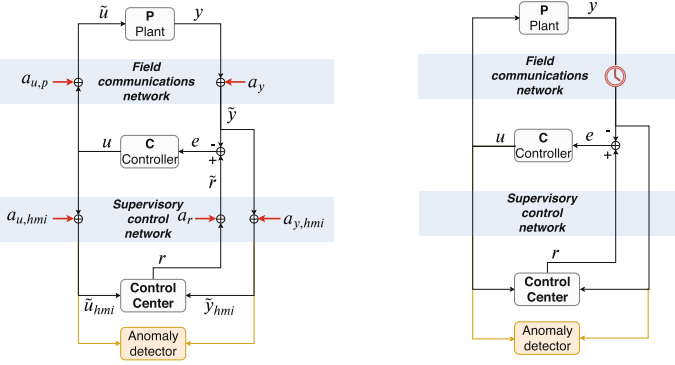 ũ
P
Plant
y
a_{u,p}
Field
communications
network
a_y
ỹ
u
C
Controller
e
-
+
r̃
a_{u,hmi}
Supervisory
control
network
a_r
a_{y,hmi}
r
Control
Center
ũ_{hmi}
ỹ_{hmi}
Anomaly
detector
P
Plant
y
Field
communications
network
u
C
Controller
e
-
+
Supervisory
control
network
r
Control
Center
Anomaly
detector